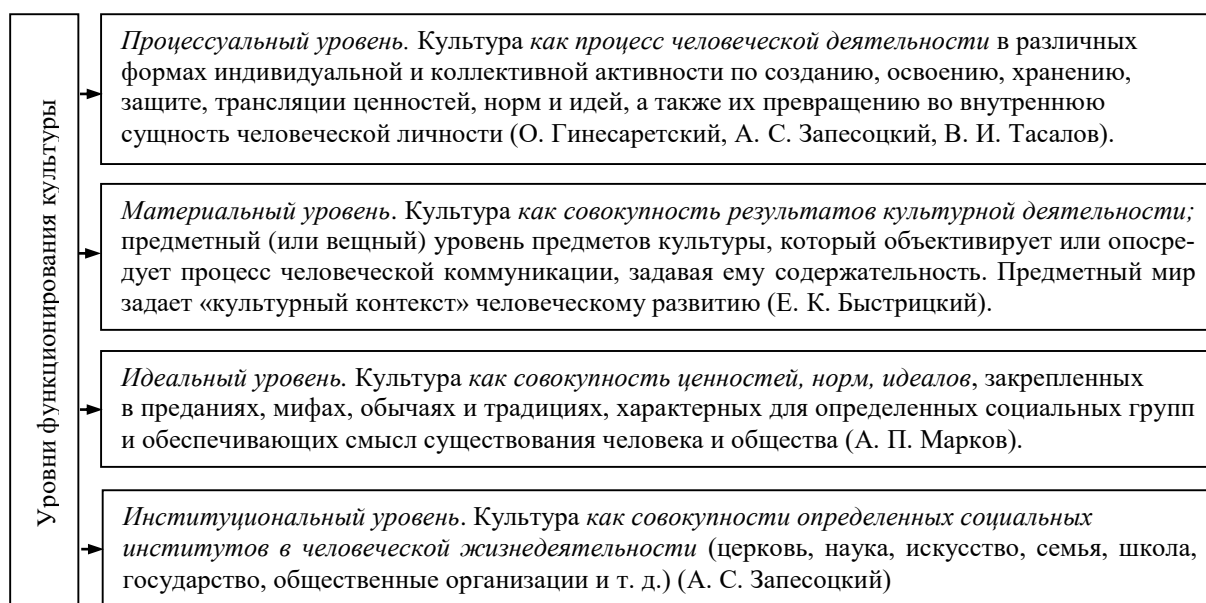 Уровни функционирования культуры
Процессуальный уровень. Культура как процесс человеческой деятельности в различных
формах индивидуальной и коллективной активности по созданию, освоению, хранению,
защите, трансляции ценностей, норм и идей, а также их превращению во внутреннюю
сущность человеческой личности (О. Гинесаретский, А. С. Запесоцкий, В. И. Тасалов).
Материальный уровень. Культура как совокупность результатов культурной деятельности;
предметный (или вещный) уровень предметов культуры, который объективирует или опосре-
дует процесс человеческой коммуникации, задавая ему содержательность. Предметный мир
задает «культурный контекст» человеческому развитию (Е. К. Быстрицкий).
Идеальный уровень. Культура как совокупность ценностей, норм, идеалов, закрепленных
в преданиях, мифах, обычаях и традициях, характерных для определенных социальных групп
и обеспечивающих смысл существования человека и общества (А. П. Марков).
Институциональный уровень. Культура как совокупности определенных социальных
институтов в человеческой жизнедеятельности (церковь, наука, искусство, семья, школа,
государство, общественные организации и т. д.) (А. С. Запесоцкий)